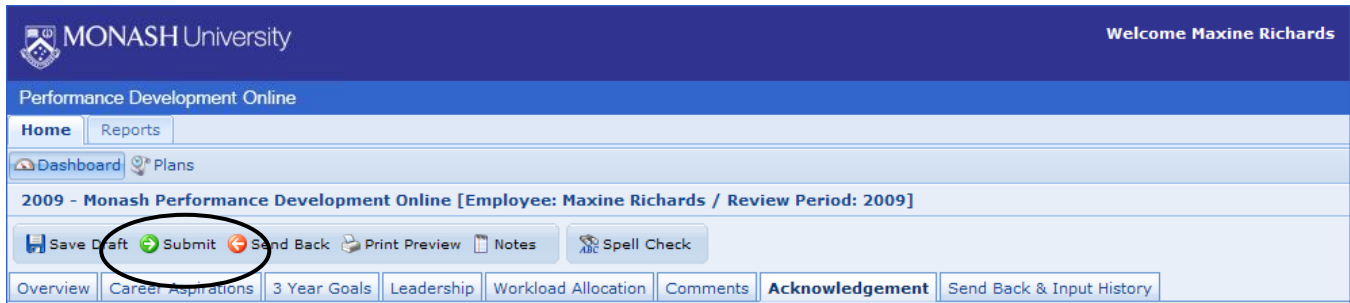 MONASH University
Welcome Maxine Richards
Performance Development Online
Home Reports
Dashboard Plans
2009 - Monash Performance Development Online [Employee: Maxine Richards / Review Period: 2009]
Save Draft Submit Send Back Print Preview Notes ABC Spell Check
Overview Career Aspirations 3 Year Goals Leadership Workload Allocation Comments Acknowledgement Send Back & Input History